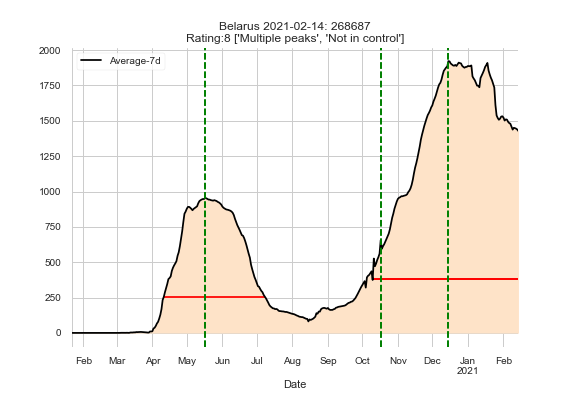 Belarus 2021-02-14: 268687
Rating:8 ['Multiple peaks', 'Not in control']
Average-7d
2000
1750
1500
1250
1000
750
500
250
0
Feb Mar Apr May Jun Jul Aug Sep Oct Nov Dec Jan Feb
2021
Date